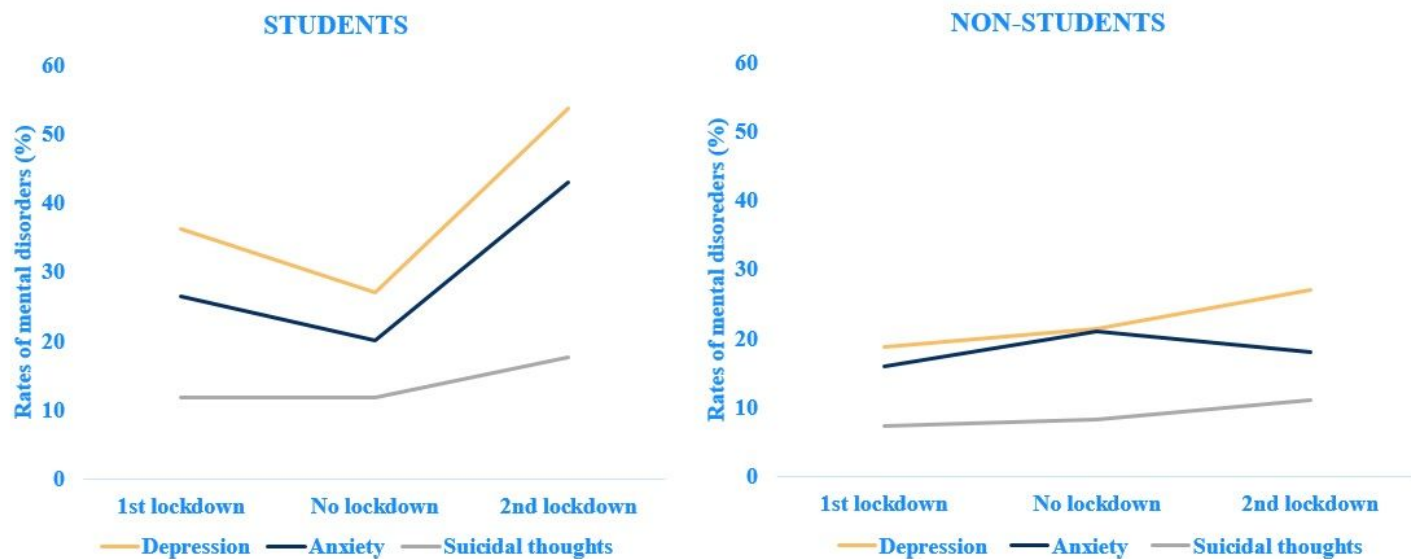 STUDENTS
Rates of mental disorders (%)
60
50
40
30
20
10
0
1st lockdown No lockdown 2nd lockdown
Depression Anxiety Suicidal thoughts
NON-STUDENTS
Rates of mental disoreders (%)
60
50
40
30
20
10
0
1st lockdown No lockdown 2nd lockdown
Depression Anxiety Suicidal thoughts